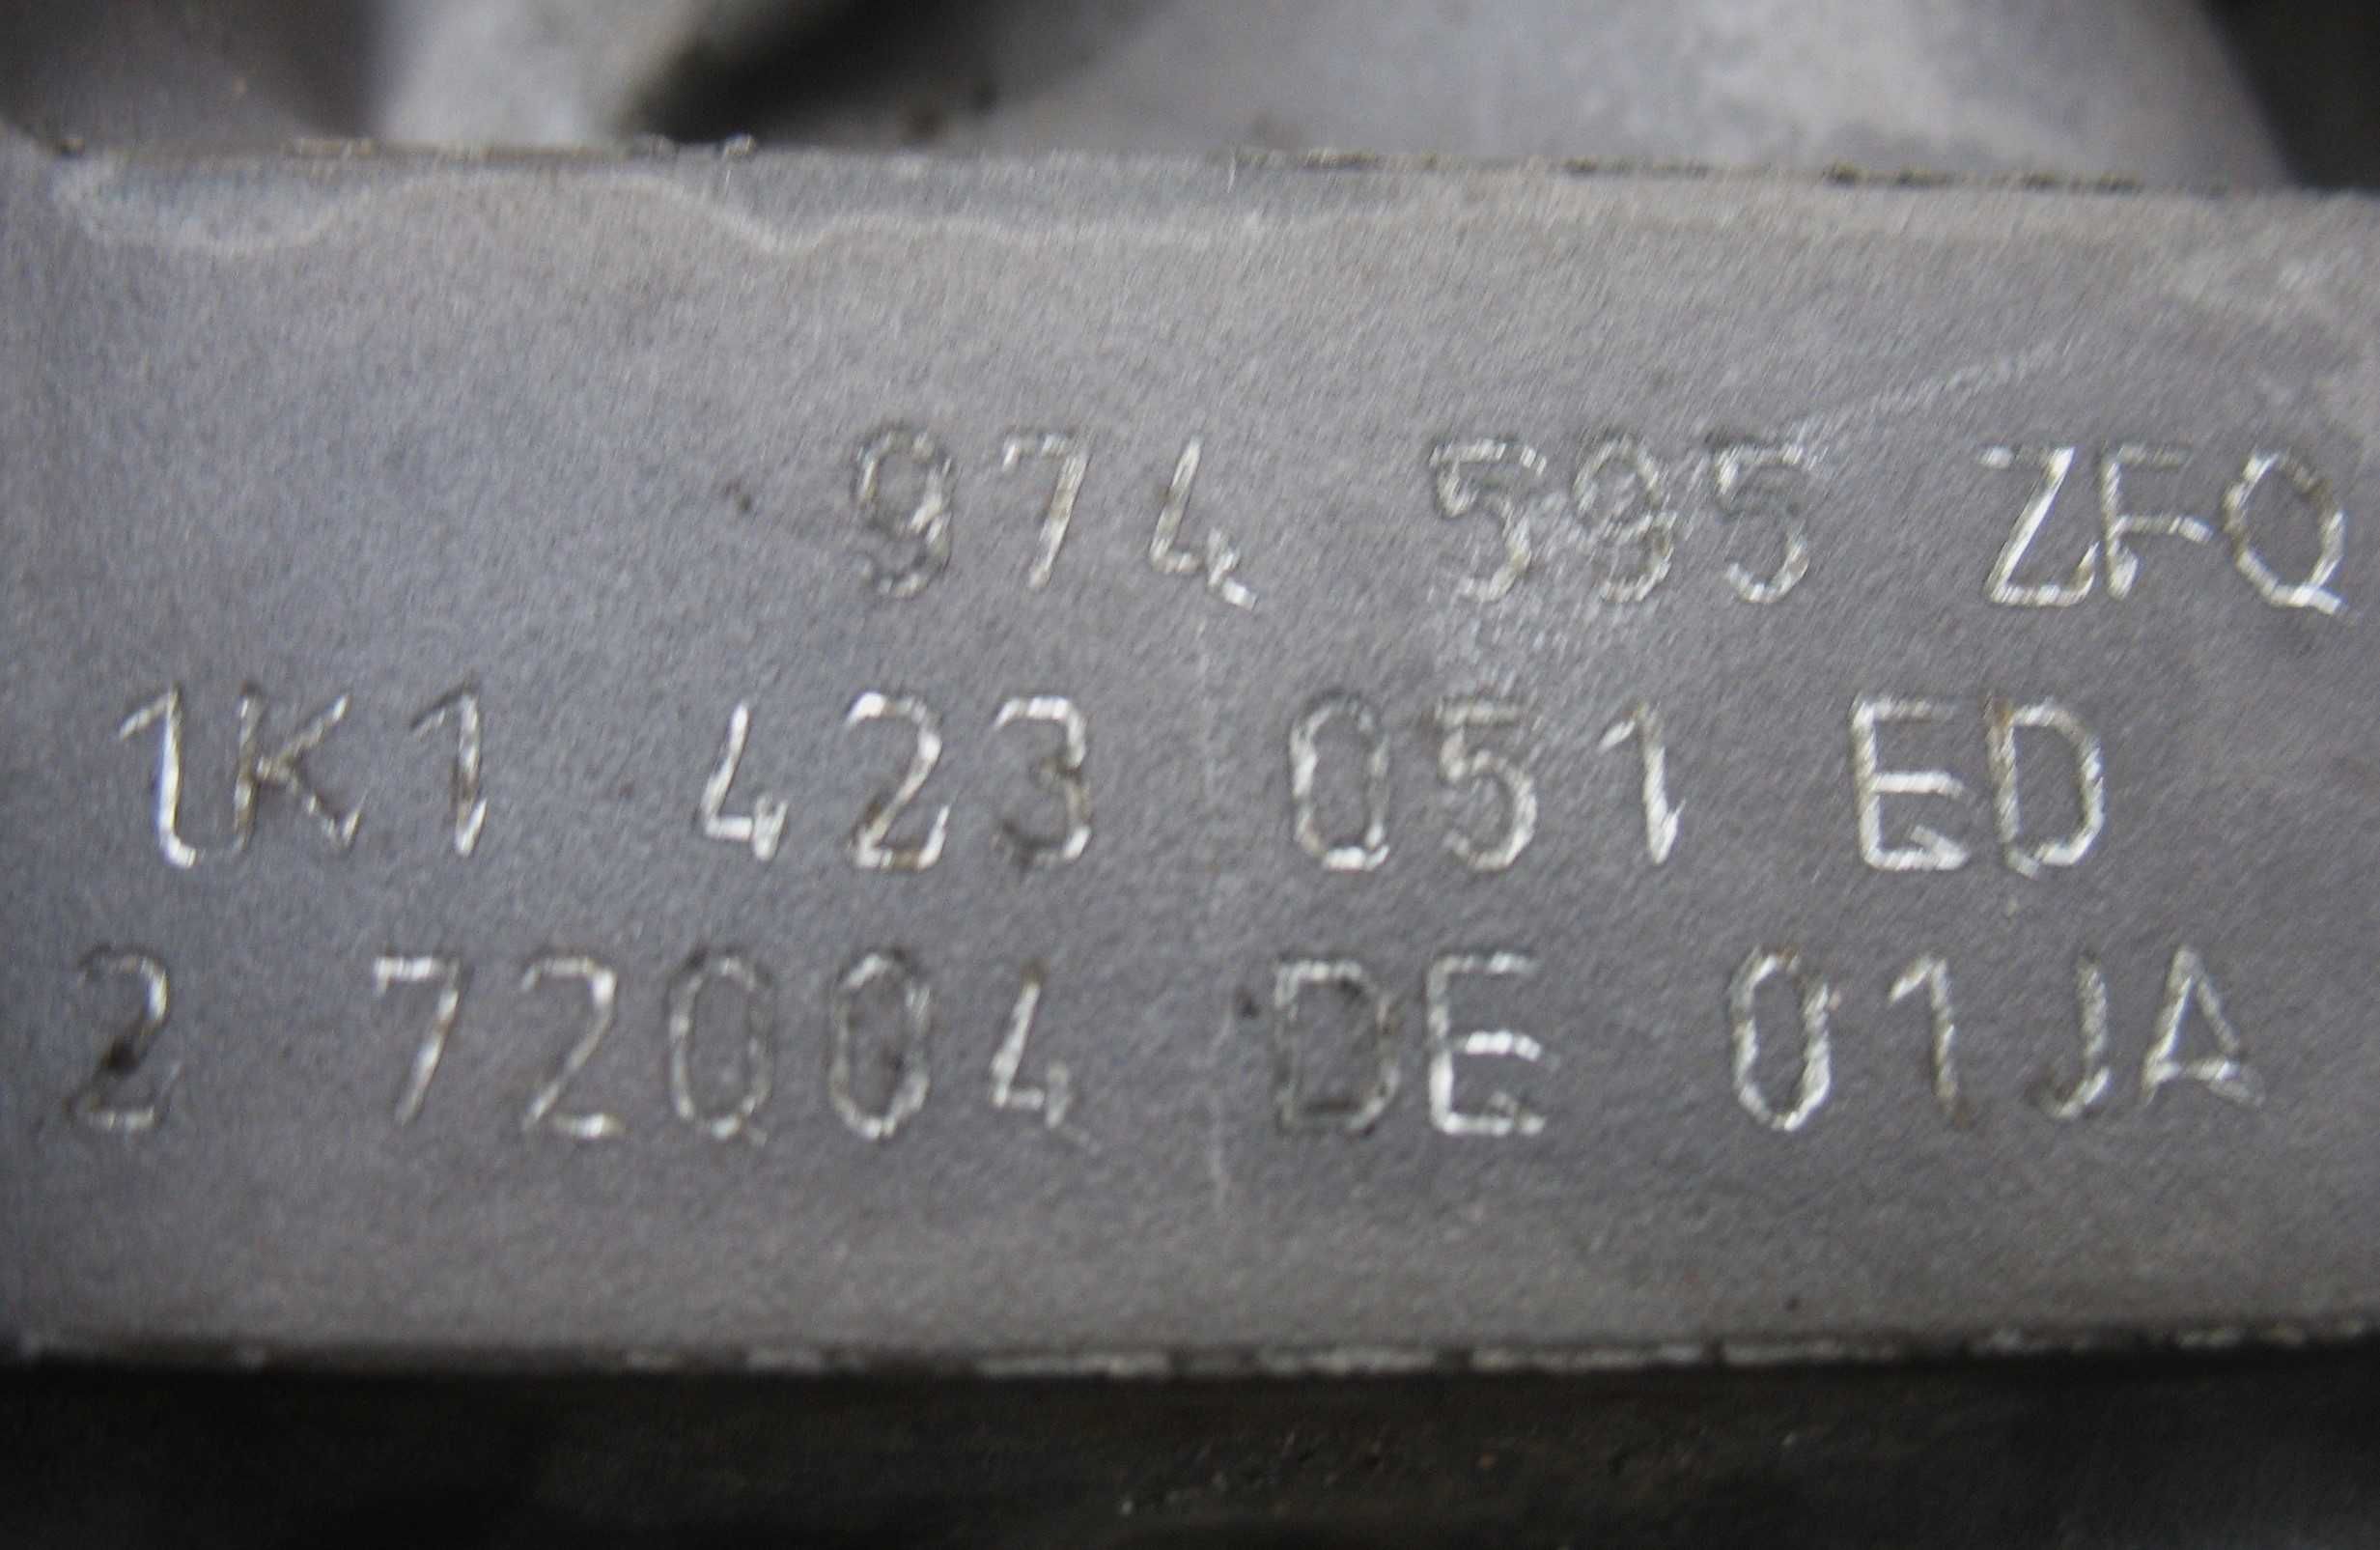 974 595 ZFQ
1K1 423 051 ED
2 72004 DE 01JA